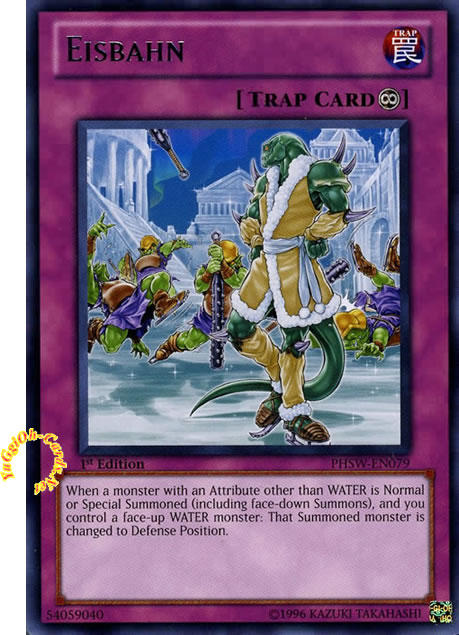 EISBAHN
TRAP
罠
[TRAP CARD]
YuGgiOh-Cards.Net
1st Edition
PHSW-EN079
When a monster with an Attribute other than WATER is Normal
or Special Summoned (including face-down Summons), and you
control a face-up WATER monster: That Summoned monster is
changed to Defense Position.
54059040
©1996 KAZUKI TAKAHASHI